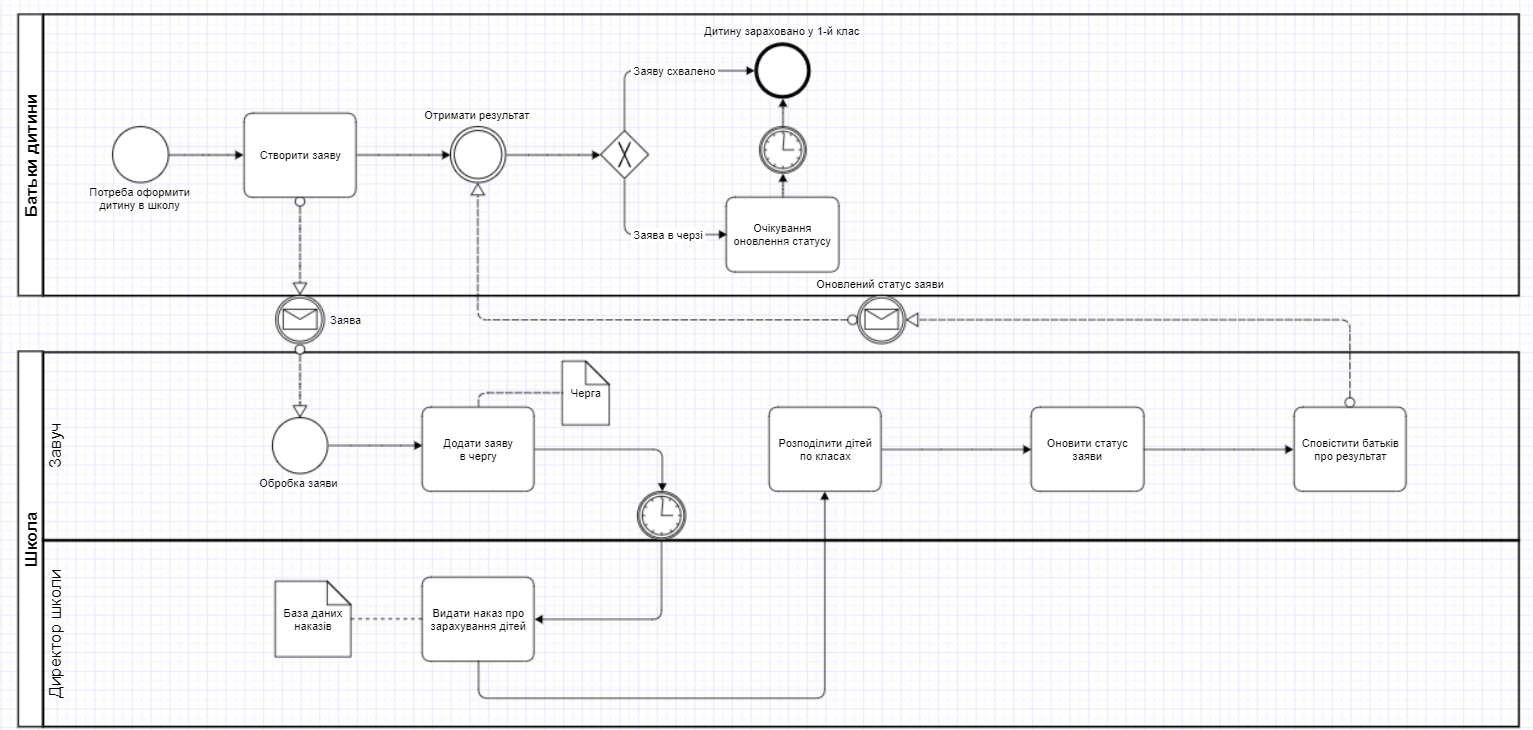 Батьки дитини
Дитину зараховано у 1-й клас
Заяву схвалено
Отримати результат
Створити заяву
Потреба оформити
дитину в школу
Заява в черзі
Очікування
оновлення статусу
Оновлений статус заяви
Заява
Школа
Завуч
Черга
Додати заяву
в чергу
Розподілити дітей
по класах
Оновити статус
заяви
Сповістити батьків
про результат
Обробка заяви
Директор школи
База даних
наказів
Видати наказ про
зарахування дітей